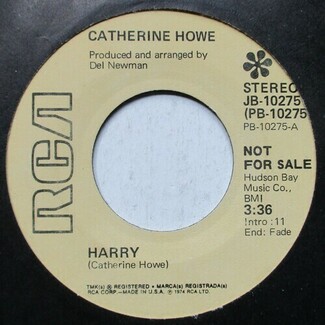 CATHERINE HOWE
Produced and arranged by
Del Newman
STEREO
JB-10275
(PB-10275
PB-10275-A
RCA
NOT
FOR SALE
Hudson Bay
Music Co.,
BMI
3:36
Intro: 11
End: Fade
HARRY
(Catherine Howe)
TMK(s) ® REGISTERED • MARCA(s) REGISTRADA(s)
RCA CORP.—MADE IN U.S.A. ℗ 1974 RCA LTD.